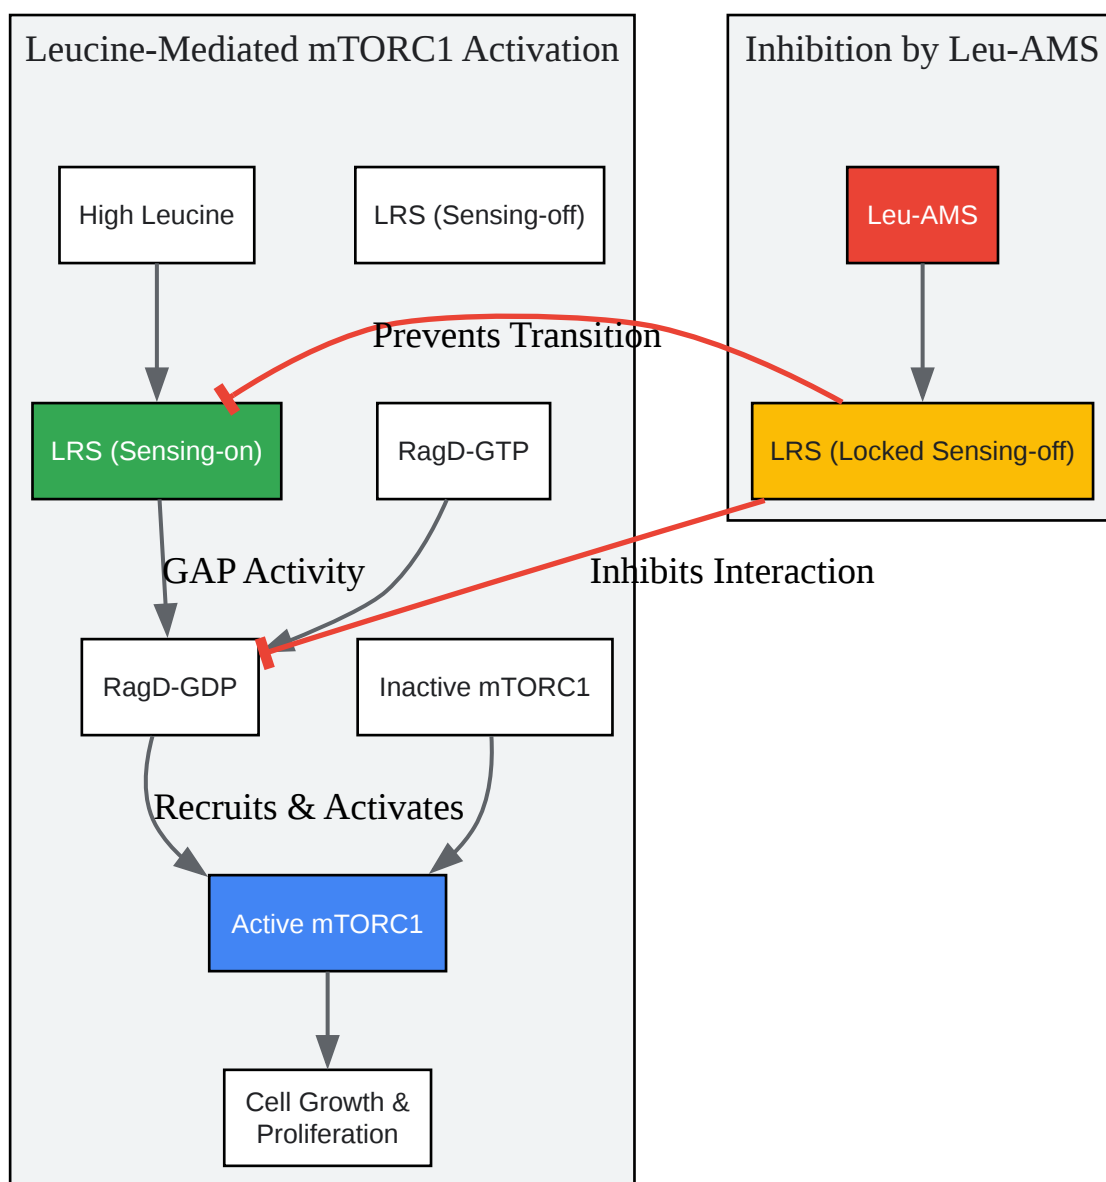 Leucine-Mediated mTORC1 Activation
Inhibition by Leu-AMS
High Leucine
LRS (Sensing-off)
Leu-AMS
Prevents Transition
LRS (Sensing-on)
RagD-GTP
LRS (Locked Sensing-off)
GAP Activity
Inhibits Interaction
RagD-GDP
Inactive mTORC1
Recruits & Activates
Active mTORC1
Cell Growth &
Proliferation